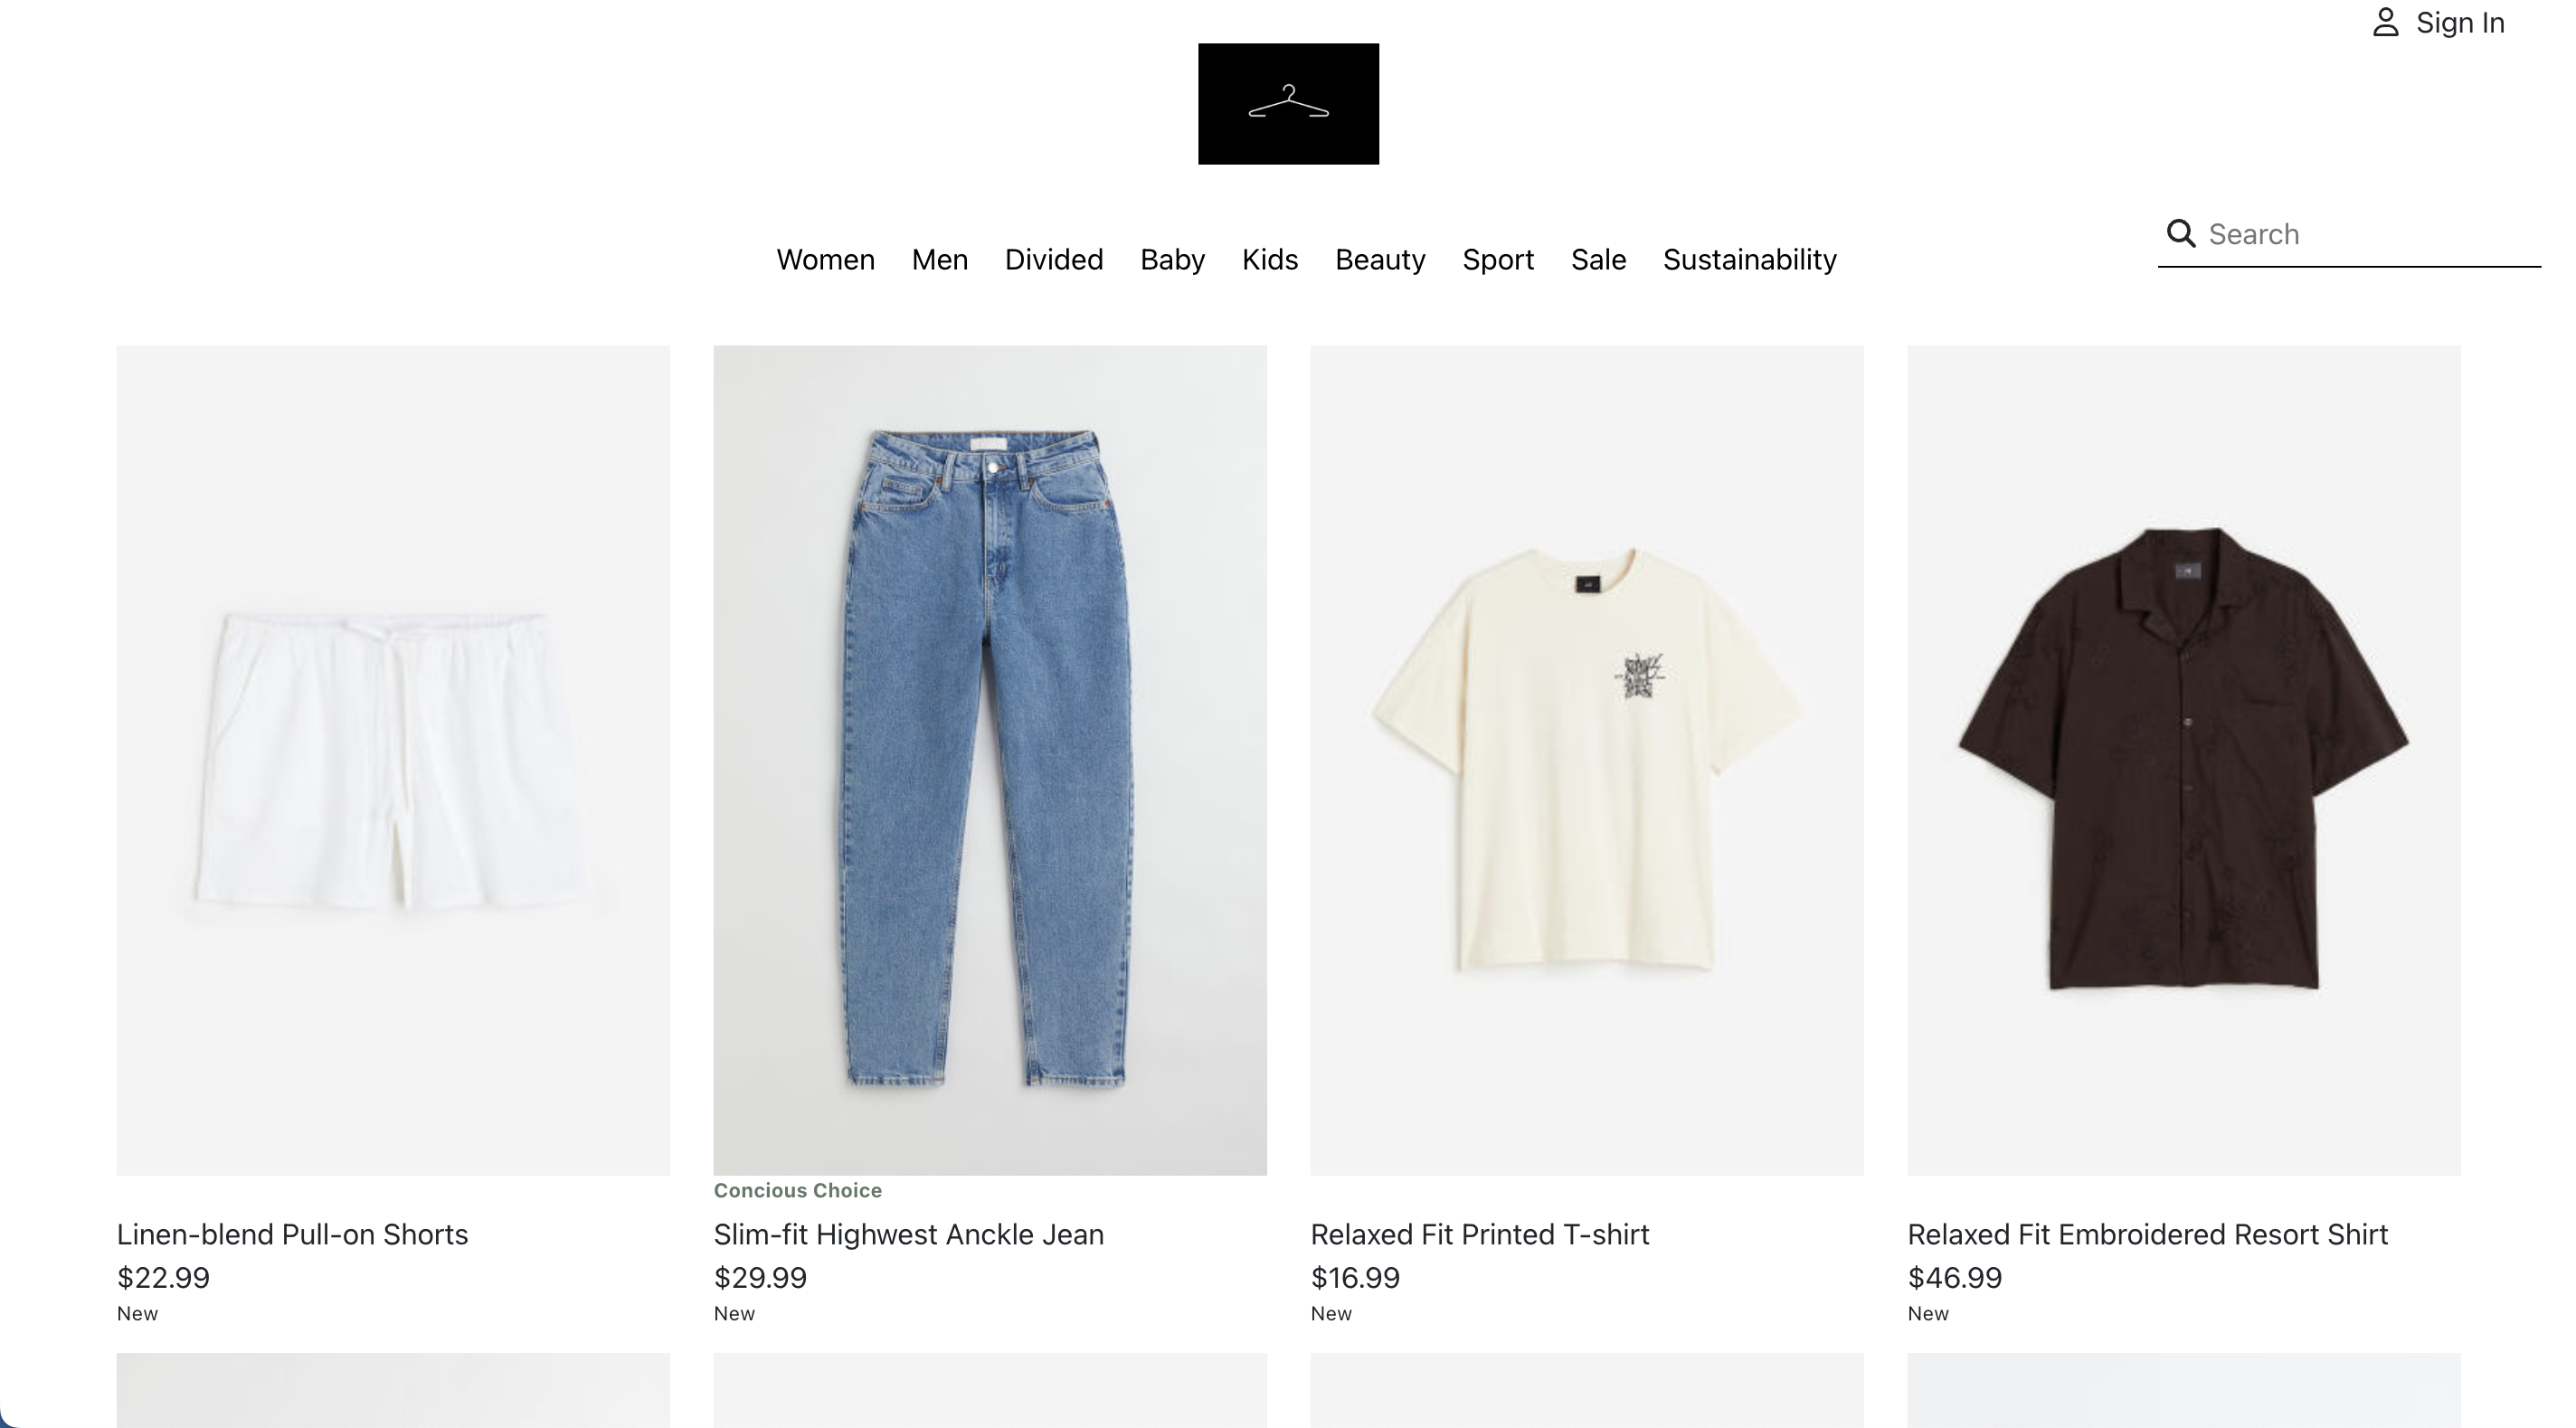 Sign In
Women Men Divided Baby Kids Beauty Sport Sale Sustainability
Search
Concious Choice
Linen-blend Pull-on Shorts
$22.99
New
Slim-fit Highwest Anckle Jean
$29.99
New
Relaxed Fit Printed T-shirt
$16.99
New
Relaxed Fit Embroidered Resort Shirt
$46.99
New